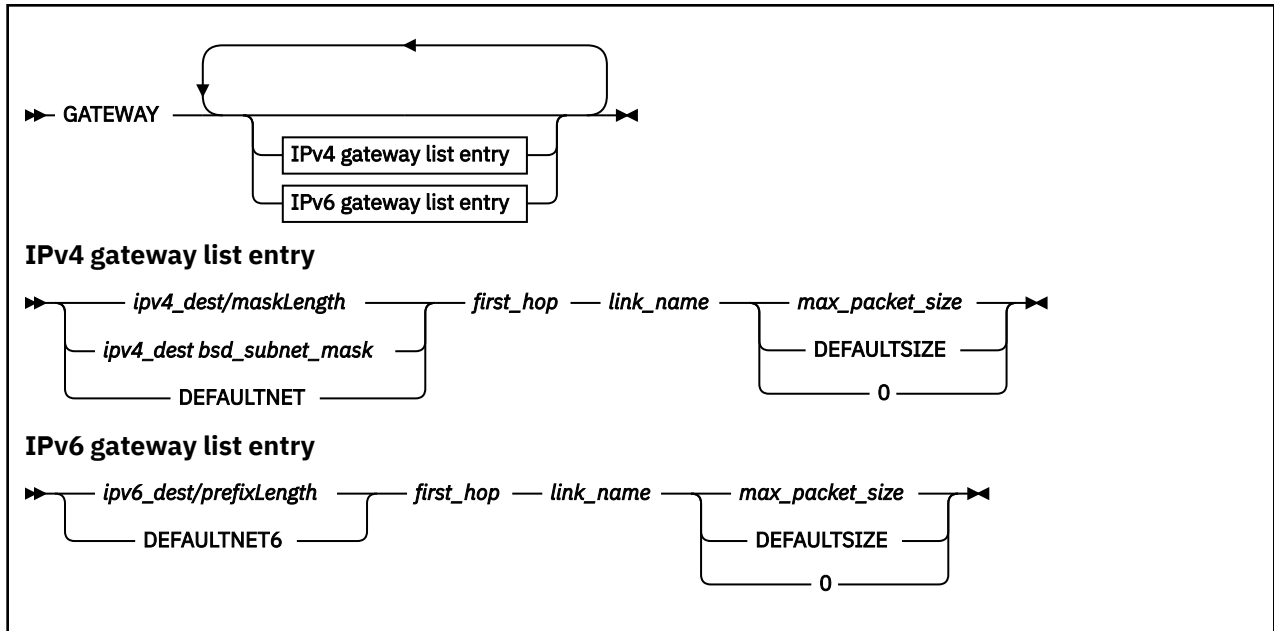 GATEWAY
IPv4 gateway list entry
IPv6 gateway list entry
IPv4 gateway list entry
ipv4_dest/maskLength first_hop link_name max_packet_size
ipv4_dest bsd_subnet_mask DEFAULTSIZE
DEFAULTNET 0
IPv6 gateway list entry
ipv6_dest/prefixLength first_hop link_name max_packet_size
DEFAULTNET6 DEFAULTSIZE
0